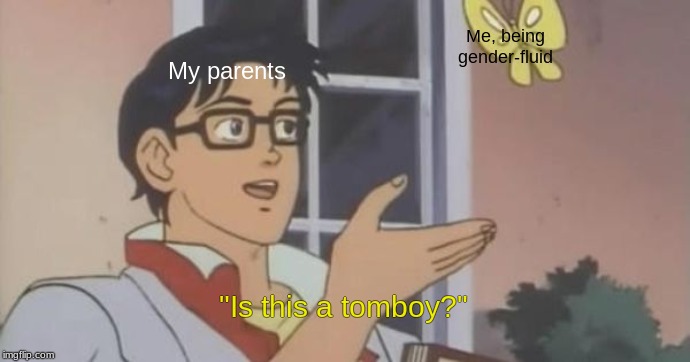 My parents
Me, being
gender-fluid
"Is this a tomboy?"
imgflip.com